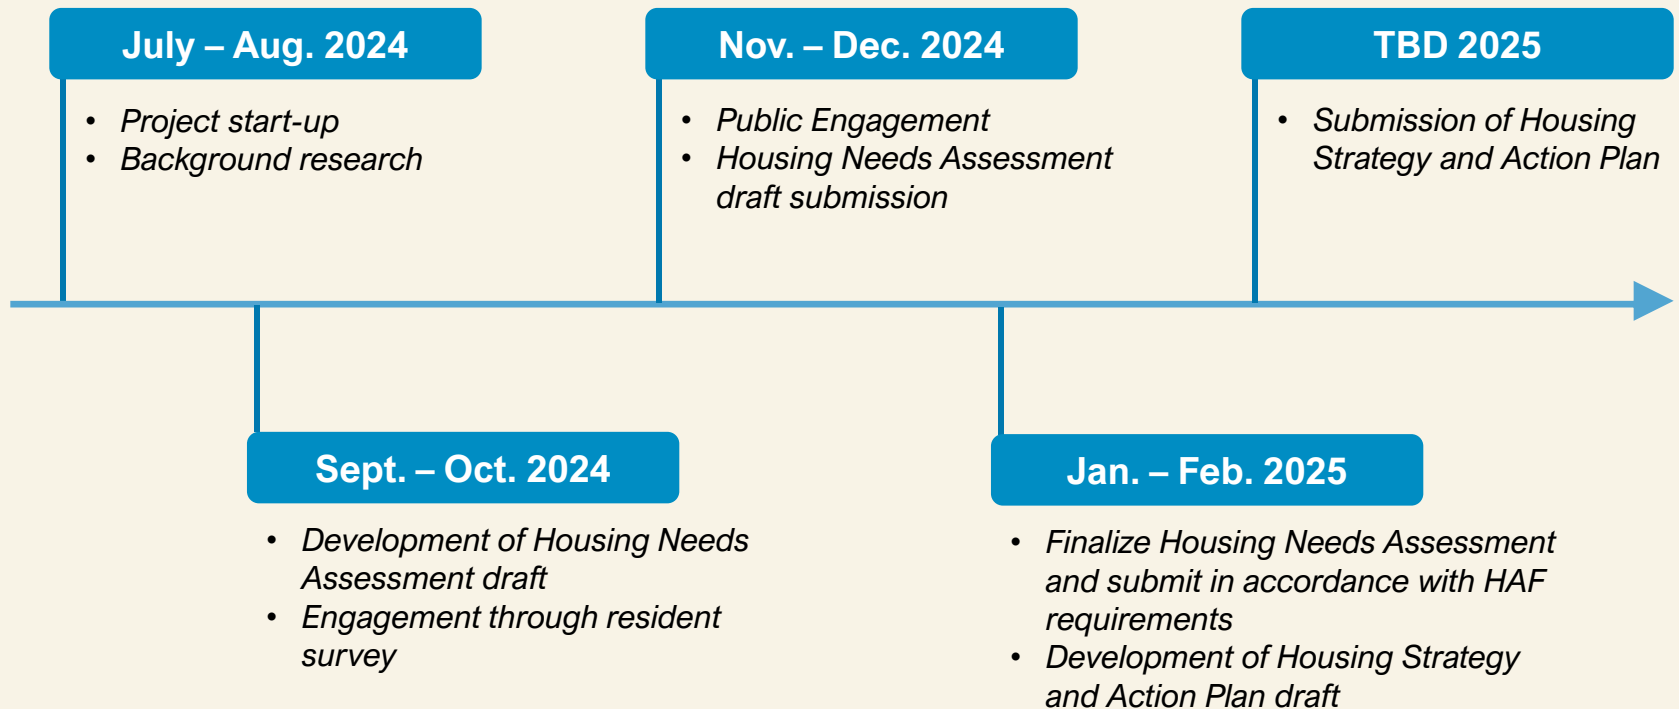 July – Aug. 2024
• Project start-up
• Background research
Nov. – Dec. 2024
• Public Engagement
• Housing Needs Assessment
draft submission
TBD 2025
• Submission of Housing
Strategy and Action Plan
Sept. – Oct. 2024
• Development of Housing Needs
Assessment draft
• Engagement through resident
survey
Jan. – Feb. 2025
• Finalize Housing Needs Assessment
and submit in accordance with HAF
requirements
• Development of Housing Strategy
and Action Plan draft